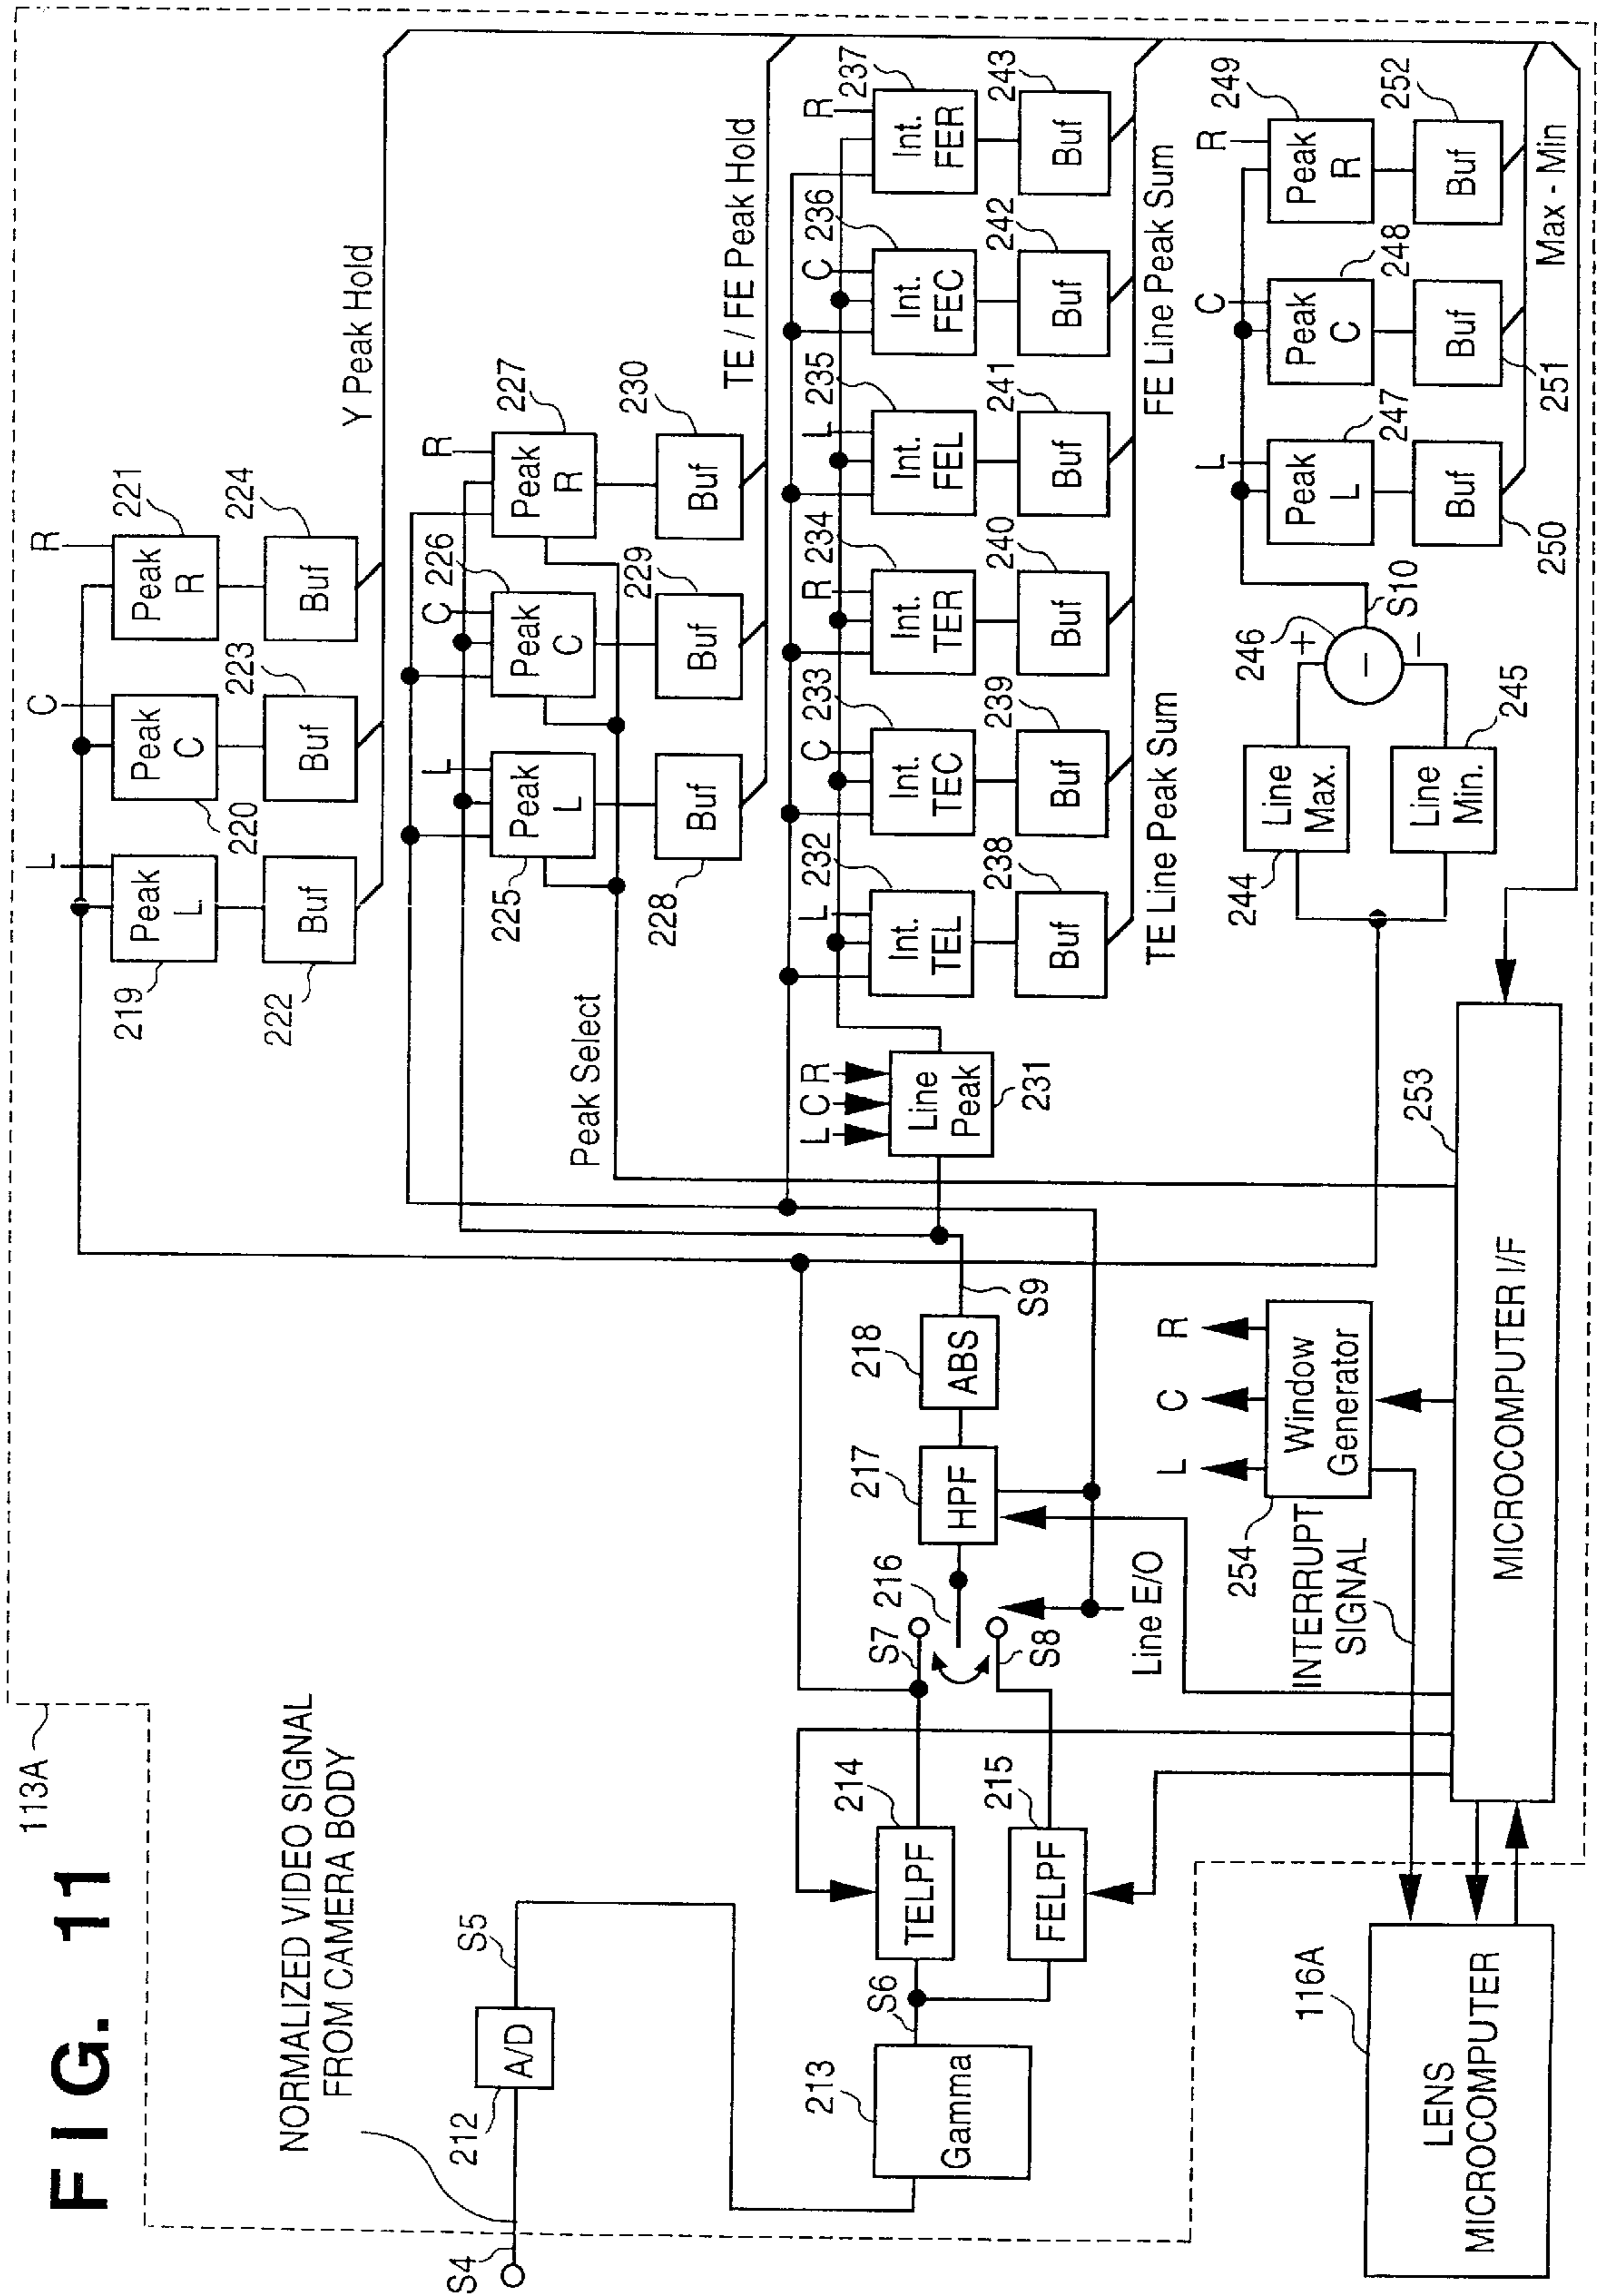 FIG. 11
113A
NORMALIZED VIDEO SIGNAL
FROM CAMERA BODY
S4
212
A/D
S5
213
Gamma
S6
214
TELPF
215
FELPF
S7
S8
216
Line E/O
217
HPF
218
ABS
S9
L C R
Line
Peak
231
Peak Select
L
Peak
L
219
Buf
222
C
Peak
C
220
Buf
223
R
Peak
R
221
Buf
224
Y Peak Hold
L
Peak
L
225
Buf
228
C
Peak
C
226
Buf
229
R
Peak
R
227
Buf
230
TE / FE Peak Hold
L
232
Int.
TEL
238
Buf
C
233
Int.
TEC
239
Buf
R
234
Int.
TER
240
Buf
L
235
Int.
FEL
241
Buf
C
236
Int.
FEC
242
Buf
R
237
Int.
FER
243
Buf
TE Line Peak Sum
FE Line Peak Sum
244
Line
Max.
Line
Min.
245
246
+
−
−
S10
L
Peak
L
247
Buf
250
C
Peak
C
248
Buf
251
R
Peak
R
249
Buf
252
Max - Min
L C R
Window
Generator
254
INTERRUPT
SIGNAL
253
MICROCOMPUTER I/F
116A
LENS
MICROCOMPUTER